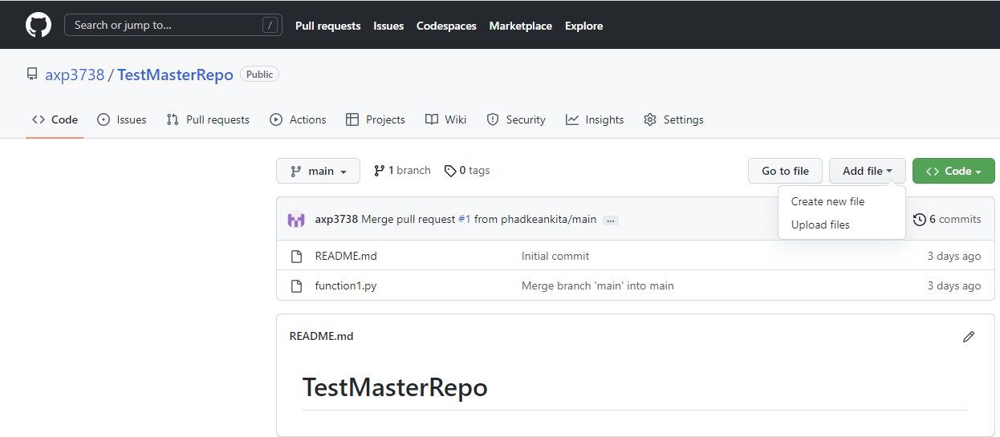 Search or jump to... / Pull requests Issues Codespaces Marketplace Explore
axp3738 / TestMasterRepo Public
Code Issues Pull requests Actions Projects Wiki Security Insights Settings
main 1 branch 0 tags Go to file Add file Code
Create new file
Upload files
axp3738 Merge pull request #1 from phadkeankita/main ... 6 commits
README.md Initial commit 3 days ago
function1.py Merge branch 'main' into main 3 days ago
README.md
TestMasterRepo